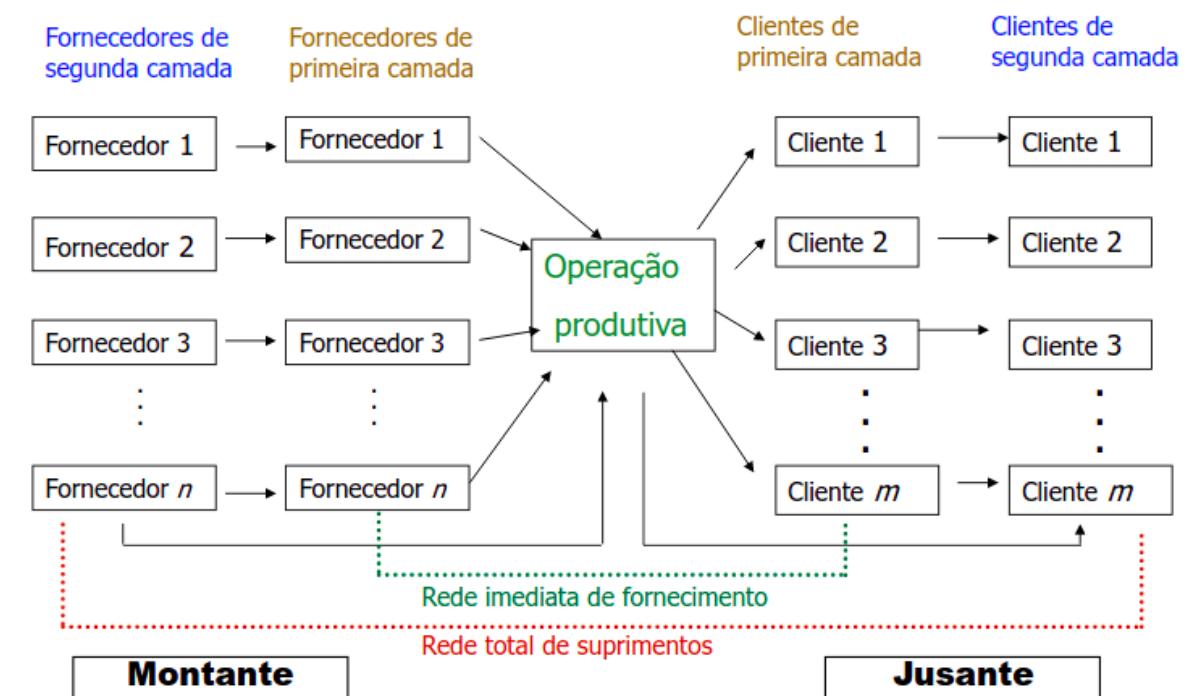 Fornecedores de
segunda camada
Fornecedores de
primeira camada
Clientes de
primeira camada
Clientes de
segunda camada
Fornecedor 1
Fornecedor 1
Cliente 1
Cliente 1
Fornecedor 2
Fornecedor 2
Cliente 2
Cliente 2
Operação
produtiva
Fornecedor 3
Fornecedor 3
Cliente 3
Cliente 3
Fornecedor n
Fornecedor n
Cliente m
Cliente m
Rede imediata de fornecimento
Rede total de suprimentos
Montante
Jusante